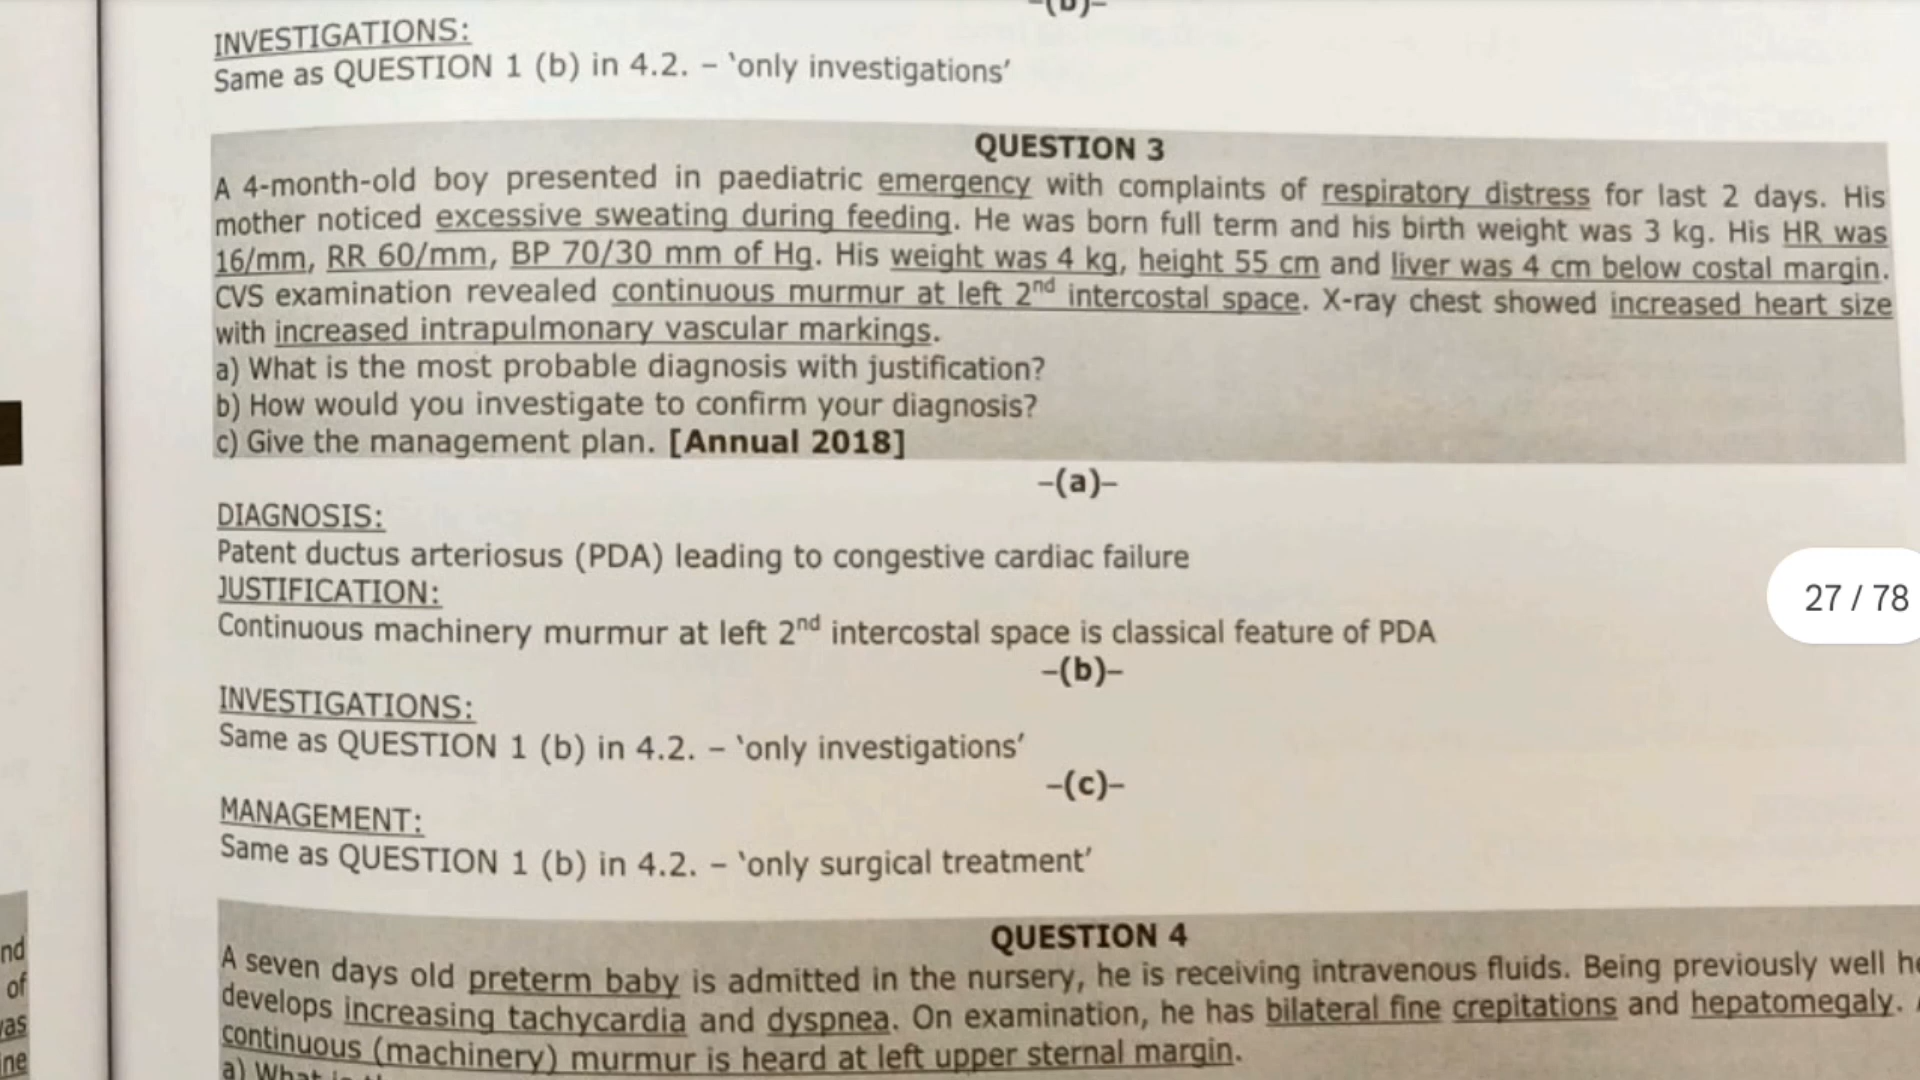 -(b)-
INVESTIGATIONS:
Same as QUESTION 1 (b) in 4.2. – ‘only investigations’
QUESTION 3
A 4-month-old boy presented in paediatric emergency with complaints of respiratory distress for last 2 days. His
mother noticed excessive sweating during feeding. He was born full term and his birth weight was 3 kg. His HR was
16/mm, RR 60/mm, BP 70/30 mm of Hg. His weight was 4 kg, height 55 cm and liver was 4 cm below costal margin.
CVS examination revealed continuous murmur at left 2nd intercostal space. X-ray chest showed increased heart size
with increased intrapulmonary vascular markings.
a) What is the most probable diagnosis with justification?
b) How would you investigate to confirm your diagnosis?
c) Give the management plan. [Annual 2018]
–(a)–
DIAGNOSIS:
Patent ductus arteriosus (PDA) leading to congestive cardiac failure
JUSTIFICATION:
Continuous machinery murmur at left 2nd intercostal space is classical feature of PDA
–(b)–
INVESTIGATIONS:
Same as QUESTION 1 (b) in 4.2. – ‘only investigations’
–(c)–
MANAGEMENT:
Same as QUESTION 1 (b) in 4.2. – ‘only surgical treatment’
27 / 78
QUESTION 4
A seven days old preterm baby is admitted in the nursery, he is receiving intravenous fluids. Being previously well he
develops increasing tachycardia and dyspnea. On examination, he has bilateral fine crepitations and hepatomegaly.
continuous (machinery) murmur is heard at left upper sternal margin.
a) What
nd
of
was
ine